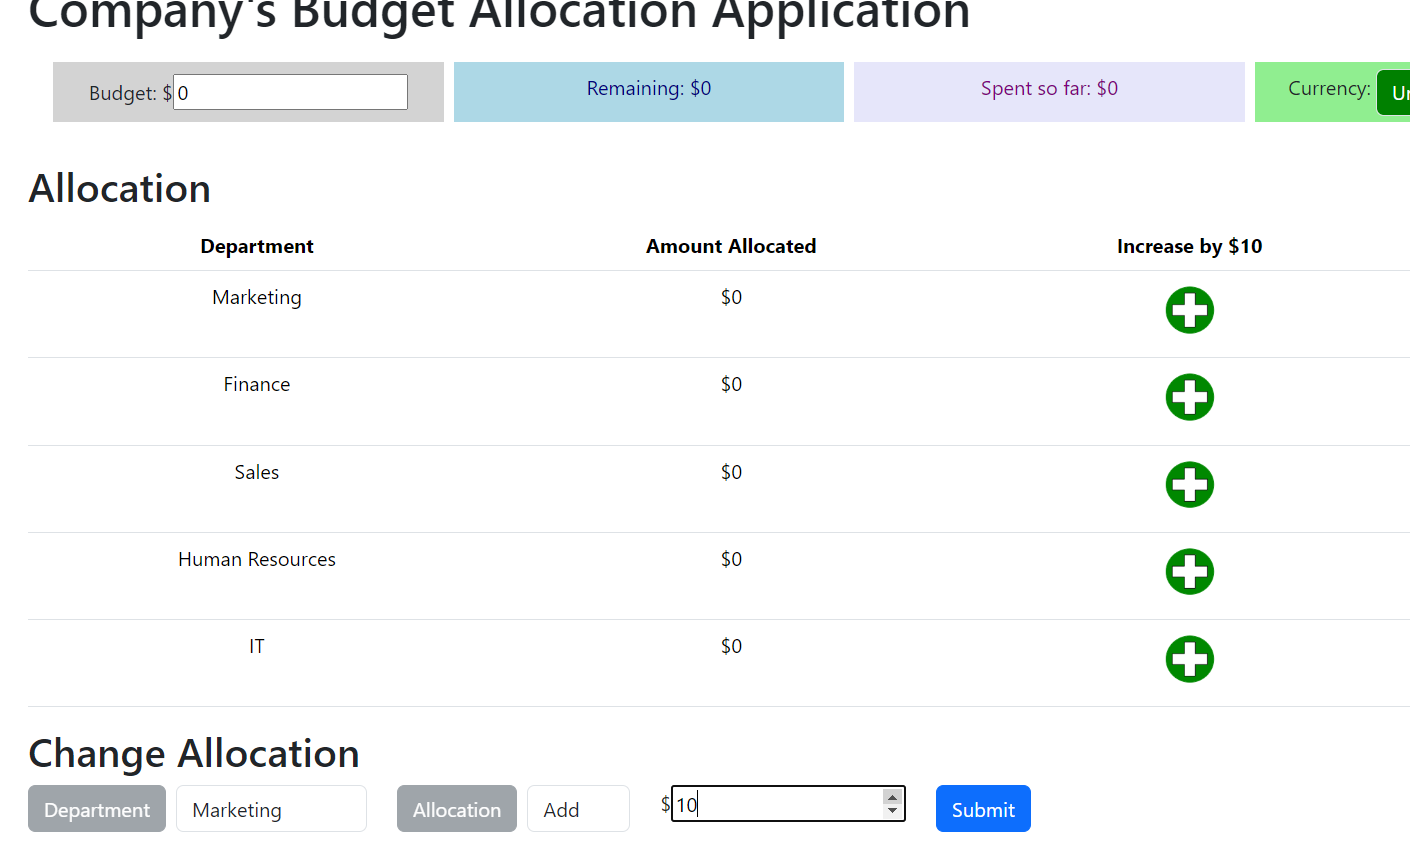 Company's Budget Allocation Application
Budget: $ 0
Remaining: $0
Spent so far: $0
Currency:
Allocation
Department Amount Allocated Increase by $10
Marketing $0
Finance $0
Sales $0
Human Resources $0
IT $0
Change Allocation
Department Marketing Allocation Add $ 10 Submit